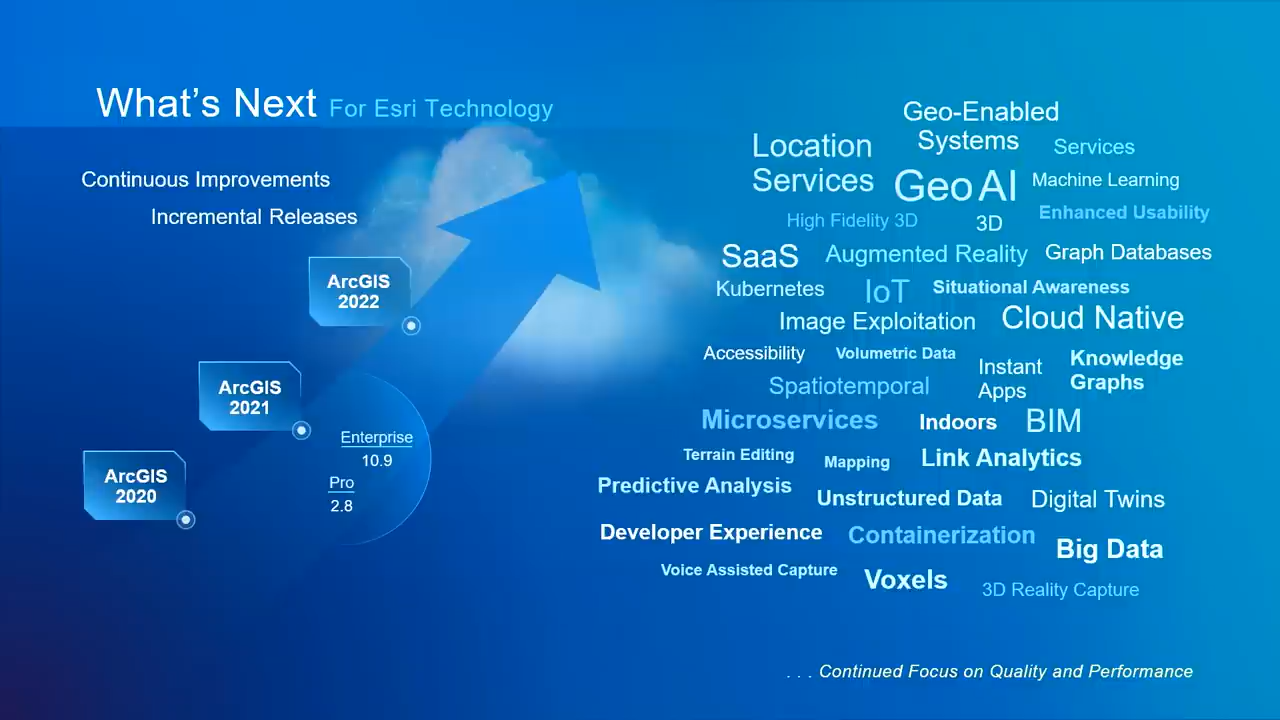 What's Next For Esri Technology
Continuous Improvements
Incremental Releases
ArcGIS
2022
ArcGIS
2021
ArcGIS
2020
Enterprise
10.9
Pro
2.8
Geo-Enabled
Systems
Location
Services
Services
GeoAI
Machine Learning
High Fidelity 3D
3D
Enhanced Usability
SaaS
Augmented Reality
Graph Databases
Kubernetes
IoT
Situational Awareness
Image Exploitation
Cloud Native
Accessibility
Volumetric Data
Instant
Apps
Knowledge
Graphs
Spatiotemporal
Microservices
Indoors
BIM
Terrain Editing
Mapping
Link Analytics
Predictive Analysis
Unstructured Data
Digital Twins
Developer Experience
Containerization
Big Data
Voice Assisted Capture
Voxels
3D Reality Capture
. . . Continued Focus on Quality and Performance